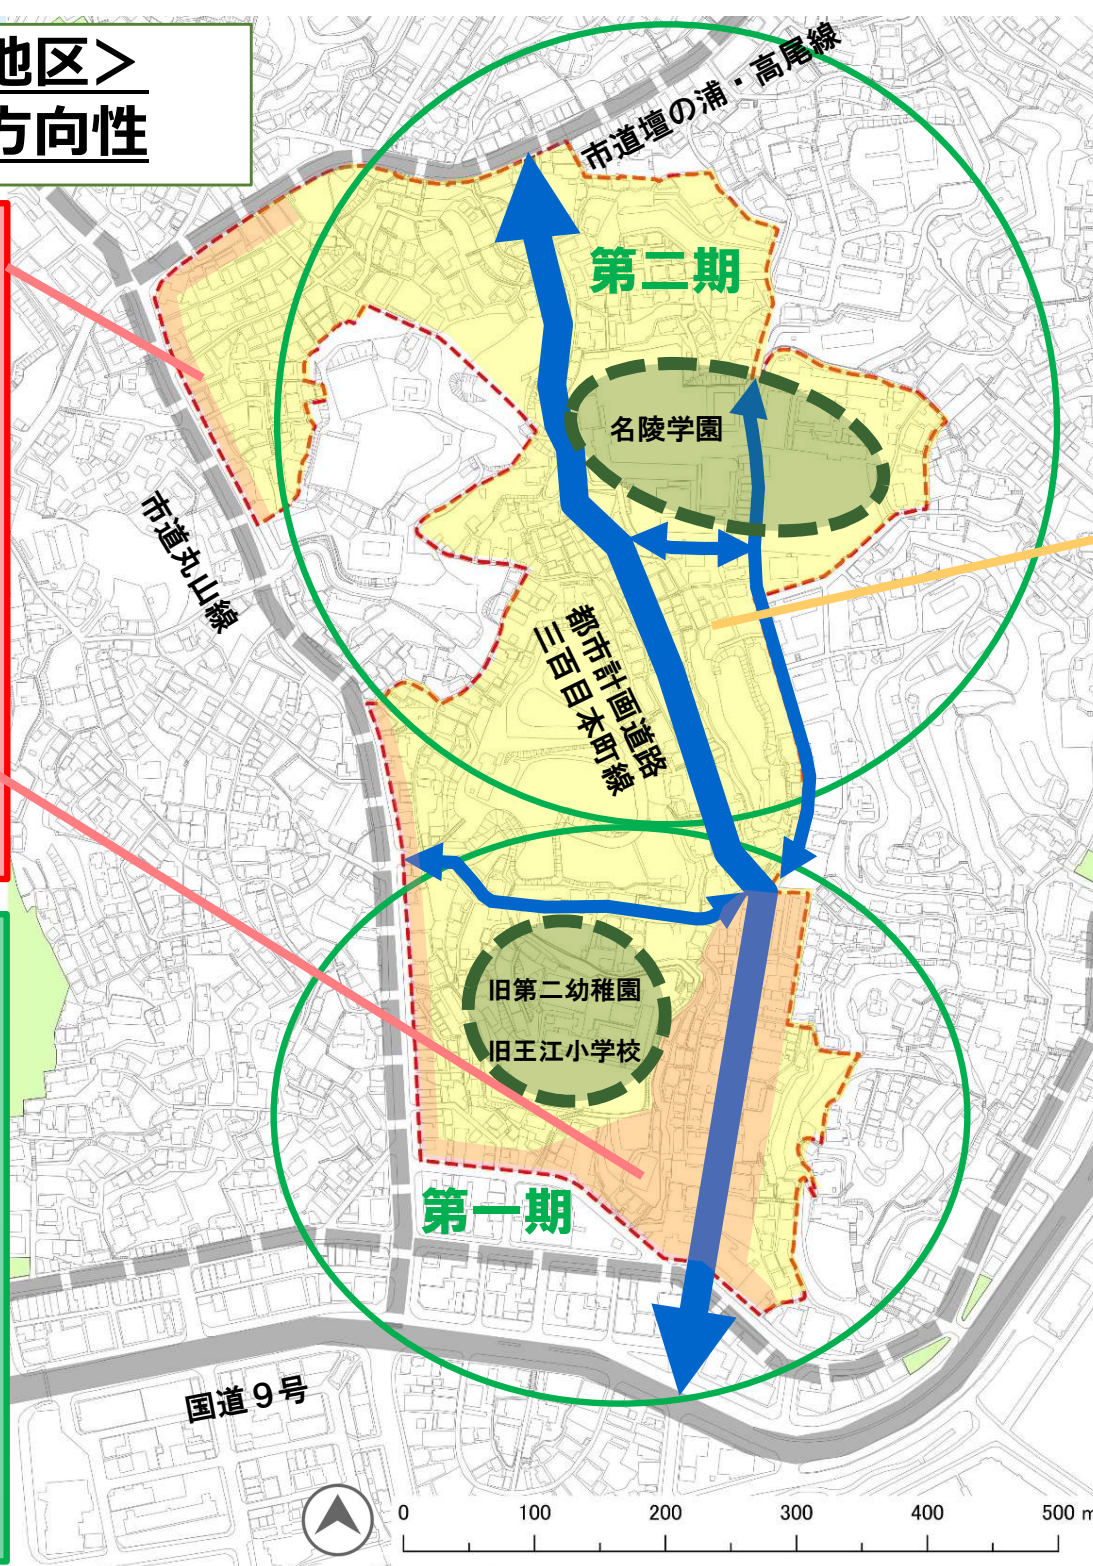 地区＞
方向性
市道壇の浦・高尾線
第二期
名陵学園
市道丸山線
都市計画道路
三百目本町線
旧第二幼稚園
旧王江小学校
第一期
国道９号
0 100 200 300 400 500 m